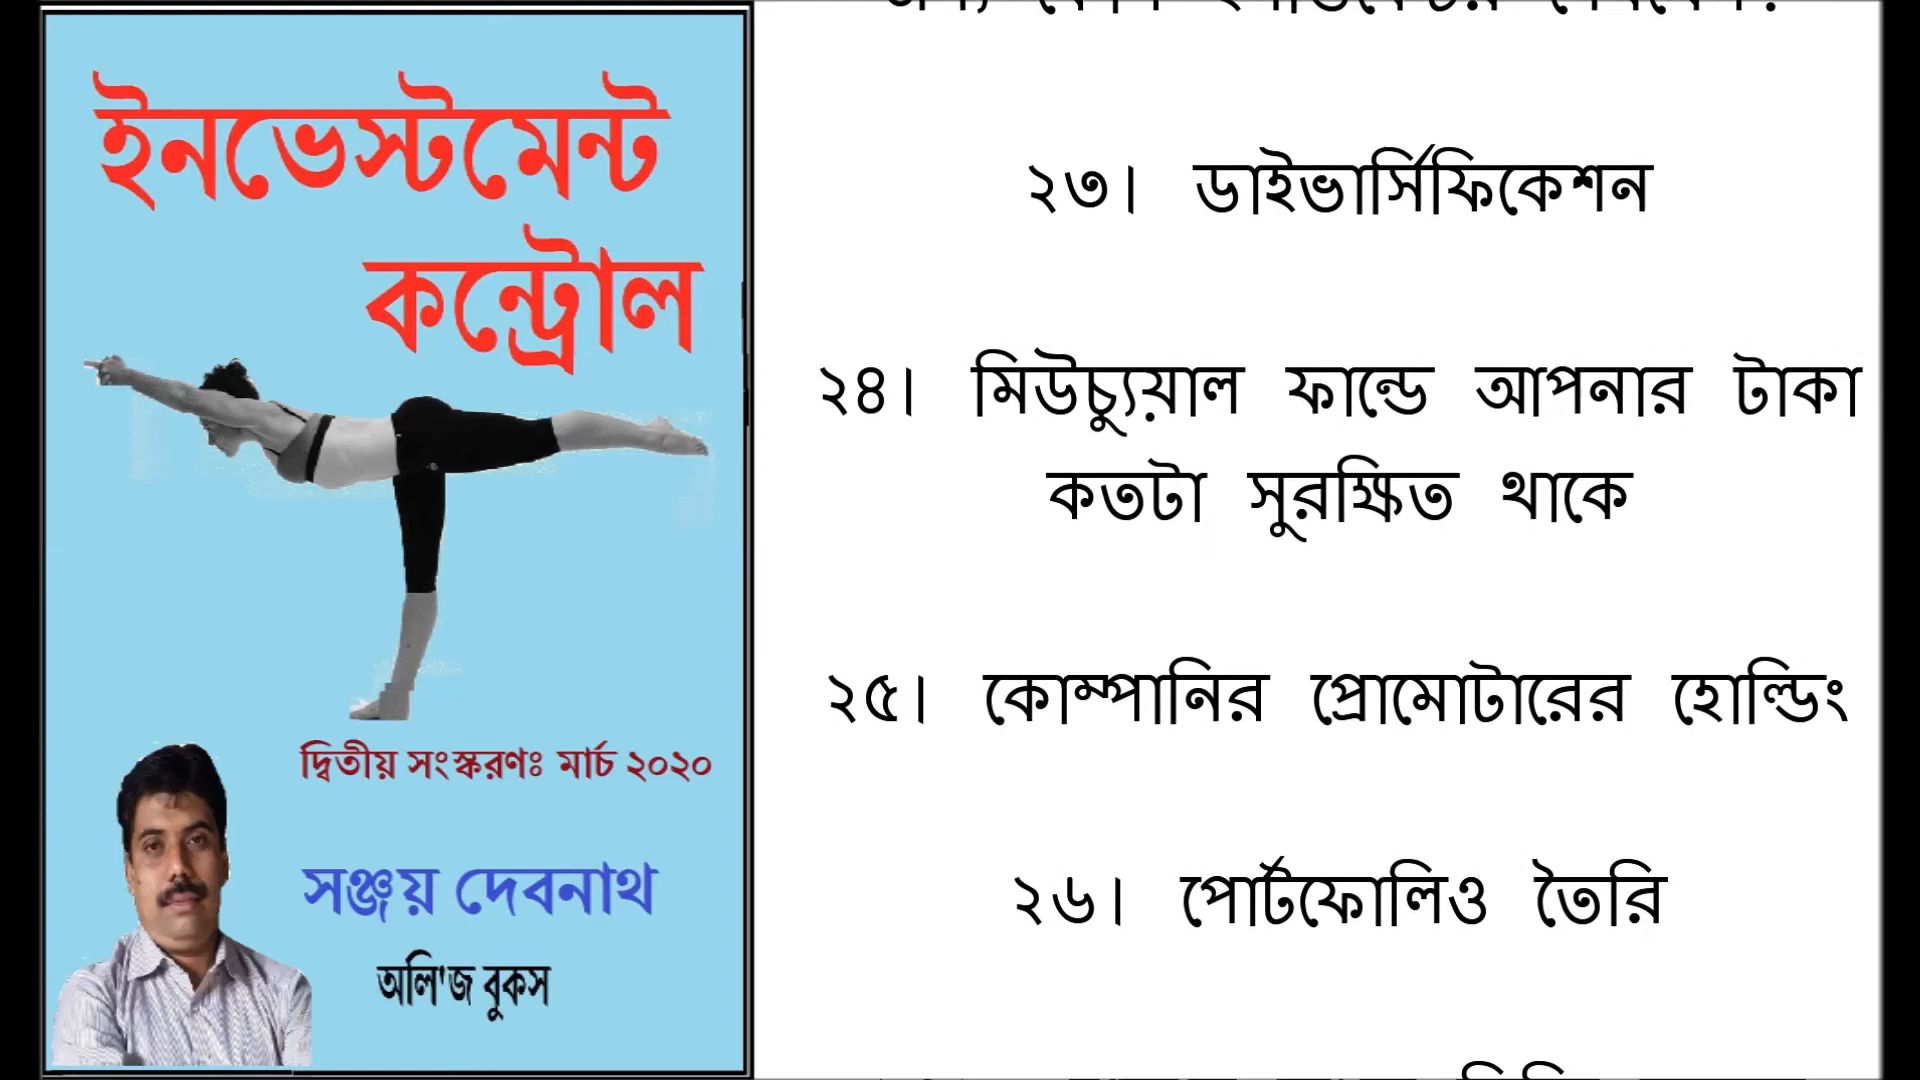 ইনভেস্টমেন্ট
কন্ট্রোল
দ্বিতীয় সংস্করণঃ মার্চ ২০২০
সঞ্জয় দেবনাথ
অলি'জ বুকস
২৩। ডাইভার্সিফিকেশন
২৪। মিউচ্যুয়াল ফান্ডে আপনার টাকা
কতটা সুরক্ষিত থাকে
২৫। কোম্পানির প্রোমোটারের হোল্ডিং
২৬। পোর্টফোলিও তৈরি